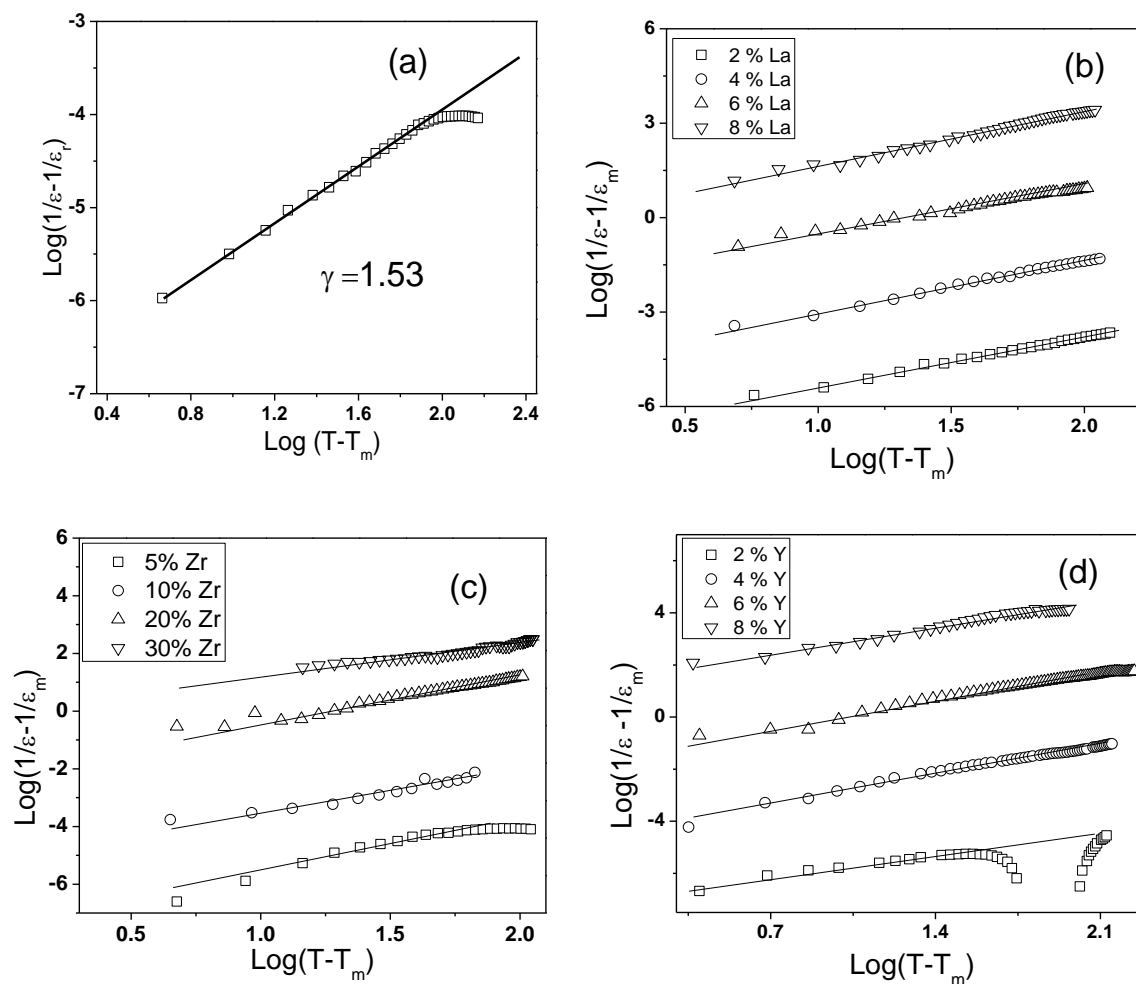 (a)
-3
-4
-5
-6
-7
Log(1/ε-1/εr)
γ =1.53
0.4 0.8 1.2 1.6 2.0 2.4
Log (T-Tm)
(b)
2 % La
4 % La
6 % La
8 % La
6
3
0
-3
-6
Log(1/ε-1/εm)
0.5 1.0 1.5 2.0
Log(T-Tm)
(c)
5% Zr
10% Zr
20% Zr
30% Zr
6
4
2
0
-2
-4
-6
Log(1/ε-1/εm)
0.5 1.0 1.5 2.0
Log(T-Tm)
(d)
2 % Y
4 % Y
6 % Y
8 % Y
4
0
-4
Log(1/ε -1/εm)
0.7 1.4 2.1
Log(T-Tm)